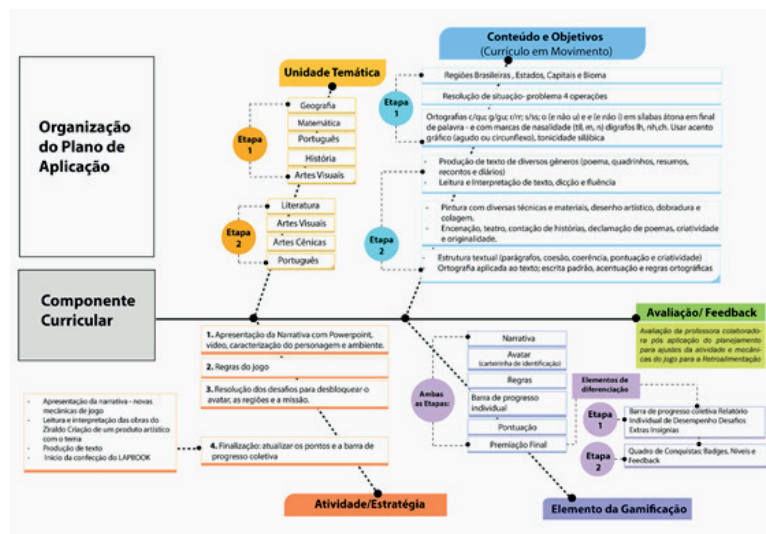 Organização
do Plano de
Aplicação
Componente
Curricular
Unidade Temática
Etapa
1
Geografia
Matemática
Português
História
Artes Visuais
Etapa
2
Literatura
Artes Visuais
Artes Cênicas
Português
Conteúdo e Objetivos
(Currículo em Movimento)
Etapa
1
Regiões Brasileiras , Estados, Capitais e Bioma
Resolução de situação- problema 4 operações
Ortografias c/qu; g/gu; r/rr; s/ss; o (e não u) e e (e não i) em sílabas átona em final
de palavra - e com marcas de nasalidade (til, m, n) dígrafos lh, nh,ch. Usar acento
gráfico (agudo ou circunflexo), tonicidade silábica
Etapa
2
- Produção de texto de diversos gêneros (poema, quadrinhos, resumos,
recontos e diários)
- Leitura e Interpretação de texto, dicção e fluência
- Pintura com diversas técnicas e materiais, desenho artístico, dobradura e
colagem.
- Encenação, teatro, contação de histórias, declamação de poemas, criatividade
e originalidade.
- Estrutura textual (parágrafos, coesão, coerência, pontuação e criatividade)
- Ortografia aplicada ao texto; escrita padrão, acentuação e regras ortográficas
Avaliação/ Feedback
Avaliação da professora colaborado-
ra pós aplicação do planejamento
para ajustes da atividade e mecâni-
cas do jogo para a Retroalimentação
1. Apresentação da Narrativa com Powerpoint,
video, caracterização do personagem e ambiente.
2. Regras do jogo
3. Resolução dos desafios para desbloquear o
avatar, as regiões e a missão.
4. Finalização: atualizar os pontos e a barra de
progresso coletiva
- Apresentação da narrativa - novas
mecânicas de jogo
- Leitura e interpretação das obras do
Ziraldo Criação de um produto artístico
com o tema
- Produção de texto
- Inicio da confecção do LAPBOOK
Atividade/Estratégia
Ambas
as Etapas:
Narrativa
Avatar
(carteirinha de identificação)
Regras
Barra de progresso
individual
Pontuação
Premiação Final
Elementos de
diferenciação
Etapa
1
Barra de progresso coletiva Relatório
Individual de Desempenho Desafios
Extras Insígnias
Etapa
2
Quadro de Conquistas; Badges, Níveis e
Feedback
Elemento da Gamificação